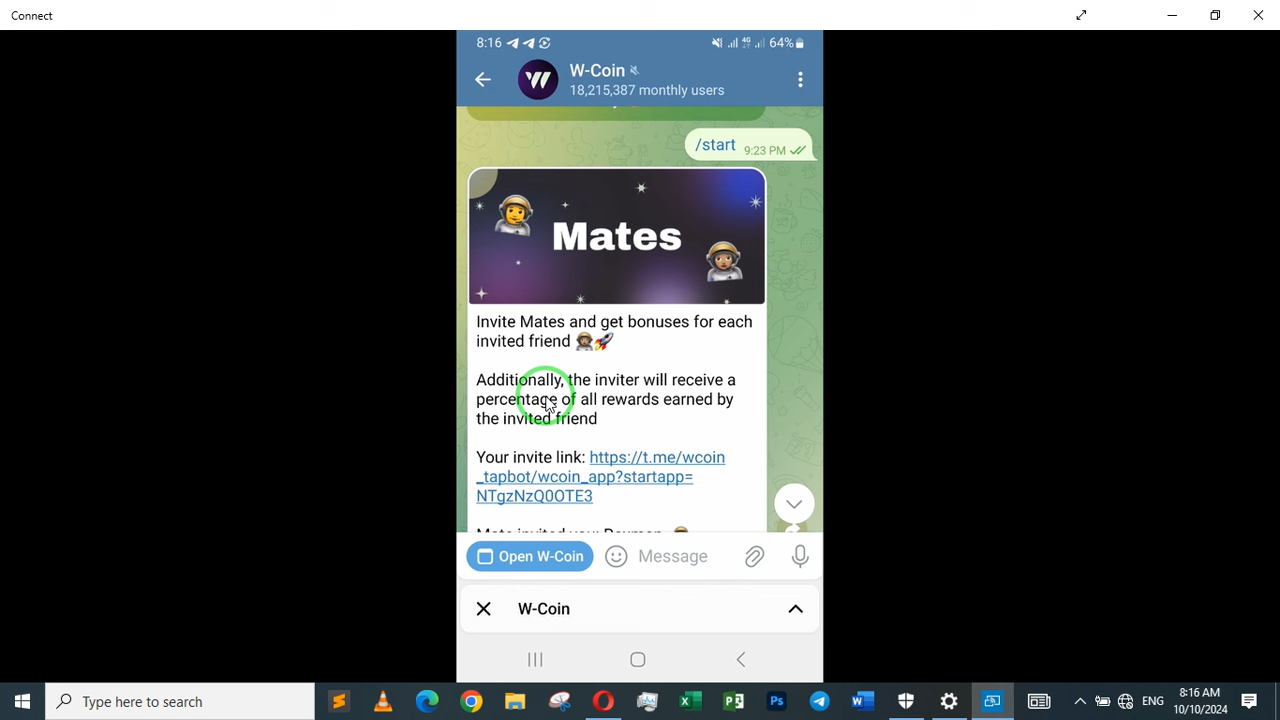 Connect
8:16 4G 64%
W-Coin
18,215,387 monthly users
/start 9:23 PM
Mates
Invite Mates and get bonuses for each
invited friend
Additionally, the inviter will receive a
percentage of all rewards earned by
the invited friend
Your invite link: https://t.me/wcoin
_tapbot/wcoin_app?startapp=
NTgzNzQ0OTE3
Open W-Coin Message
W-Coin
Type here to search
ENG
8:16 AM
10/10/2024